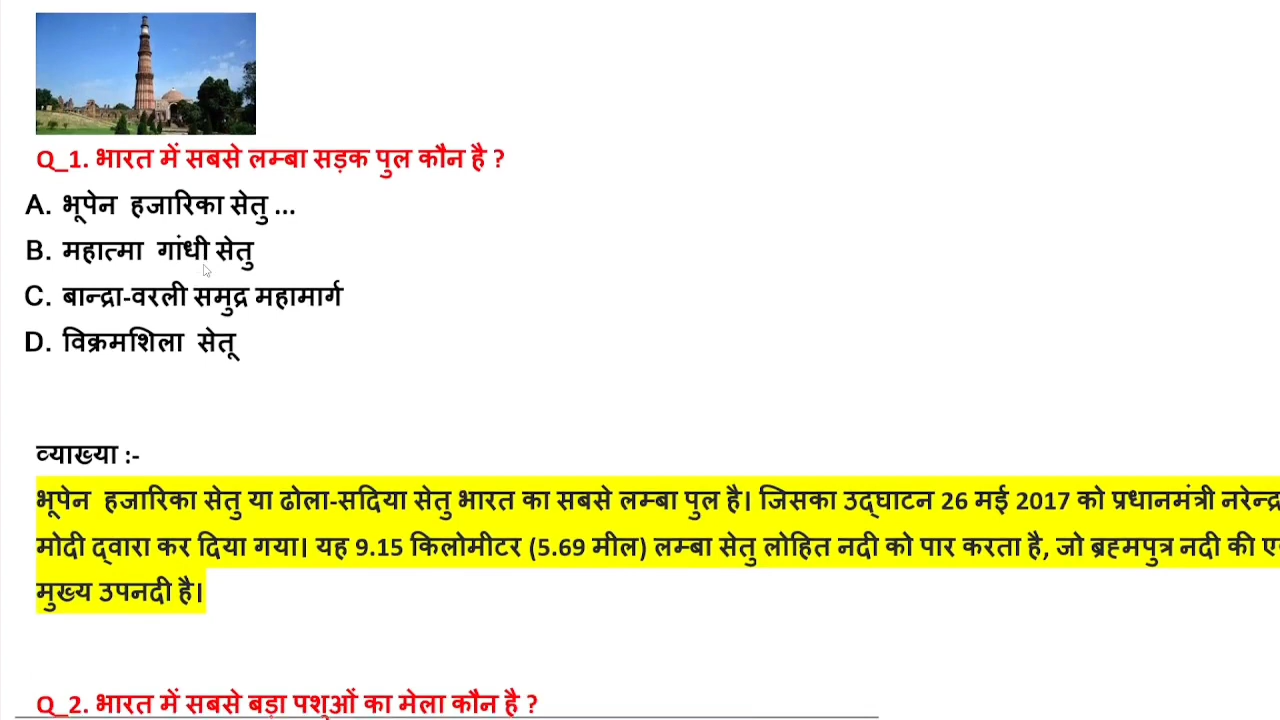 Q_1. भारत में सबसे लम्बा सड़क पुल कौन है ?
A. भूपेन हजारिका सेतु ...
B. महात्मा गांधी सेतु
C. बान्द्रा-वरली समुद्र महामार्ग
D. विक्रमशिला सेतू
व्याख्या :-
भूपेन हजारिका सेतु या ढोला-सदिया सेतु भारत का सबसे लम्बा पुल है। जिसका उद्घाटन 26 मई 2017 को प्रधानमंत्री नरेन्द्र
मोदी द्वारा कर दिया गया। यह 9.15 किलोमीटर (5.69 मील) लम्बा सेतु लोहित नदी को पार करता है, जो ब्रह्मपुत्र नदी की
मुख्य उपनदी है।
Q_2. भारत में सबसे बड़ा पशुओं का मेला कौन है ?